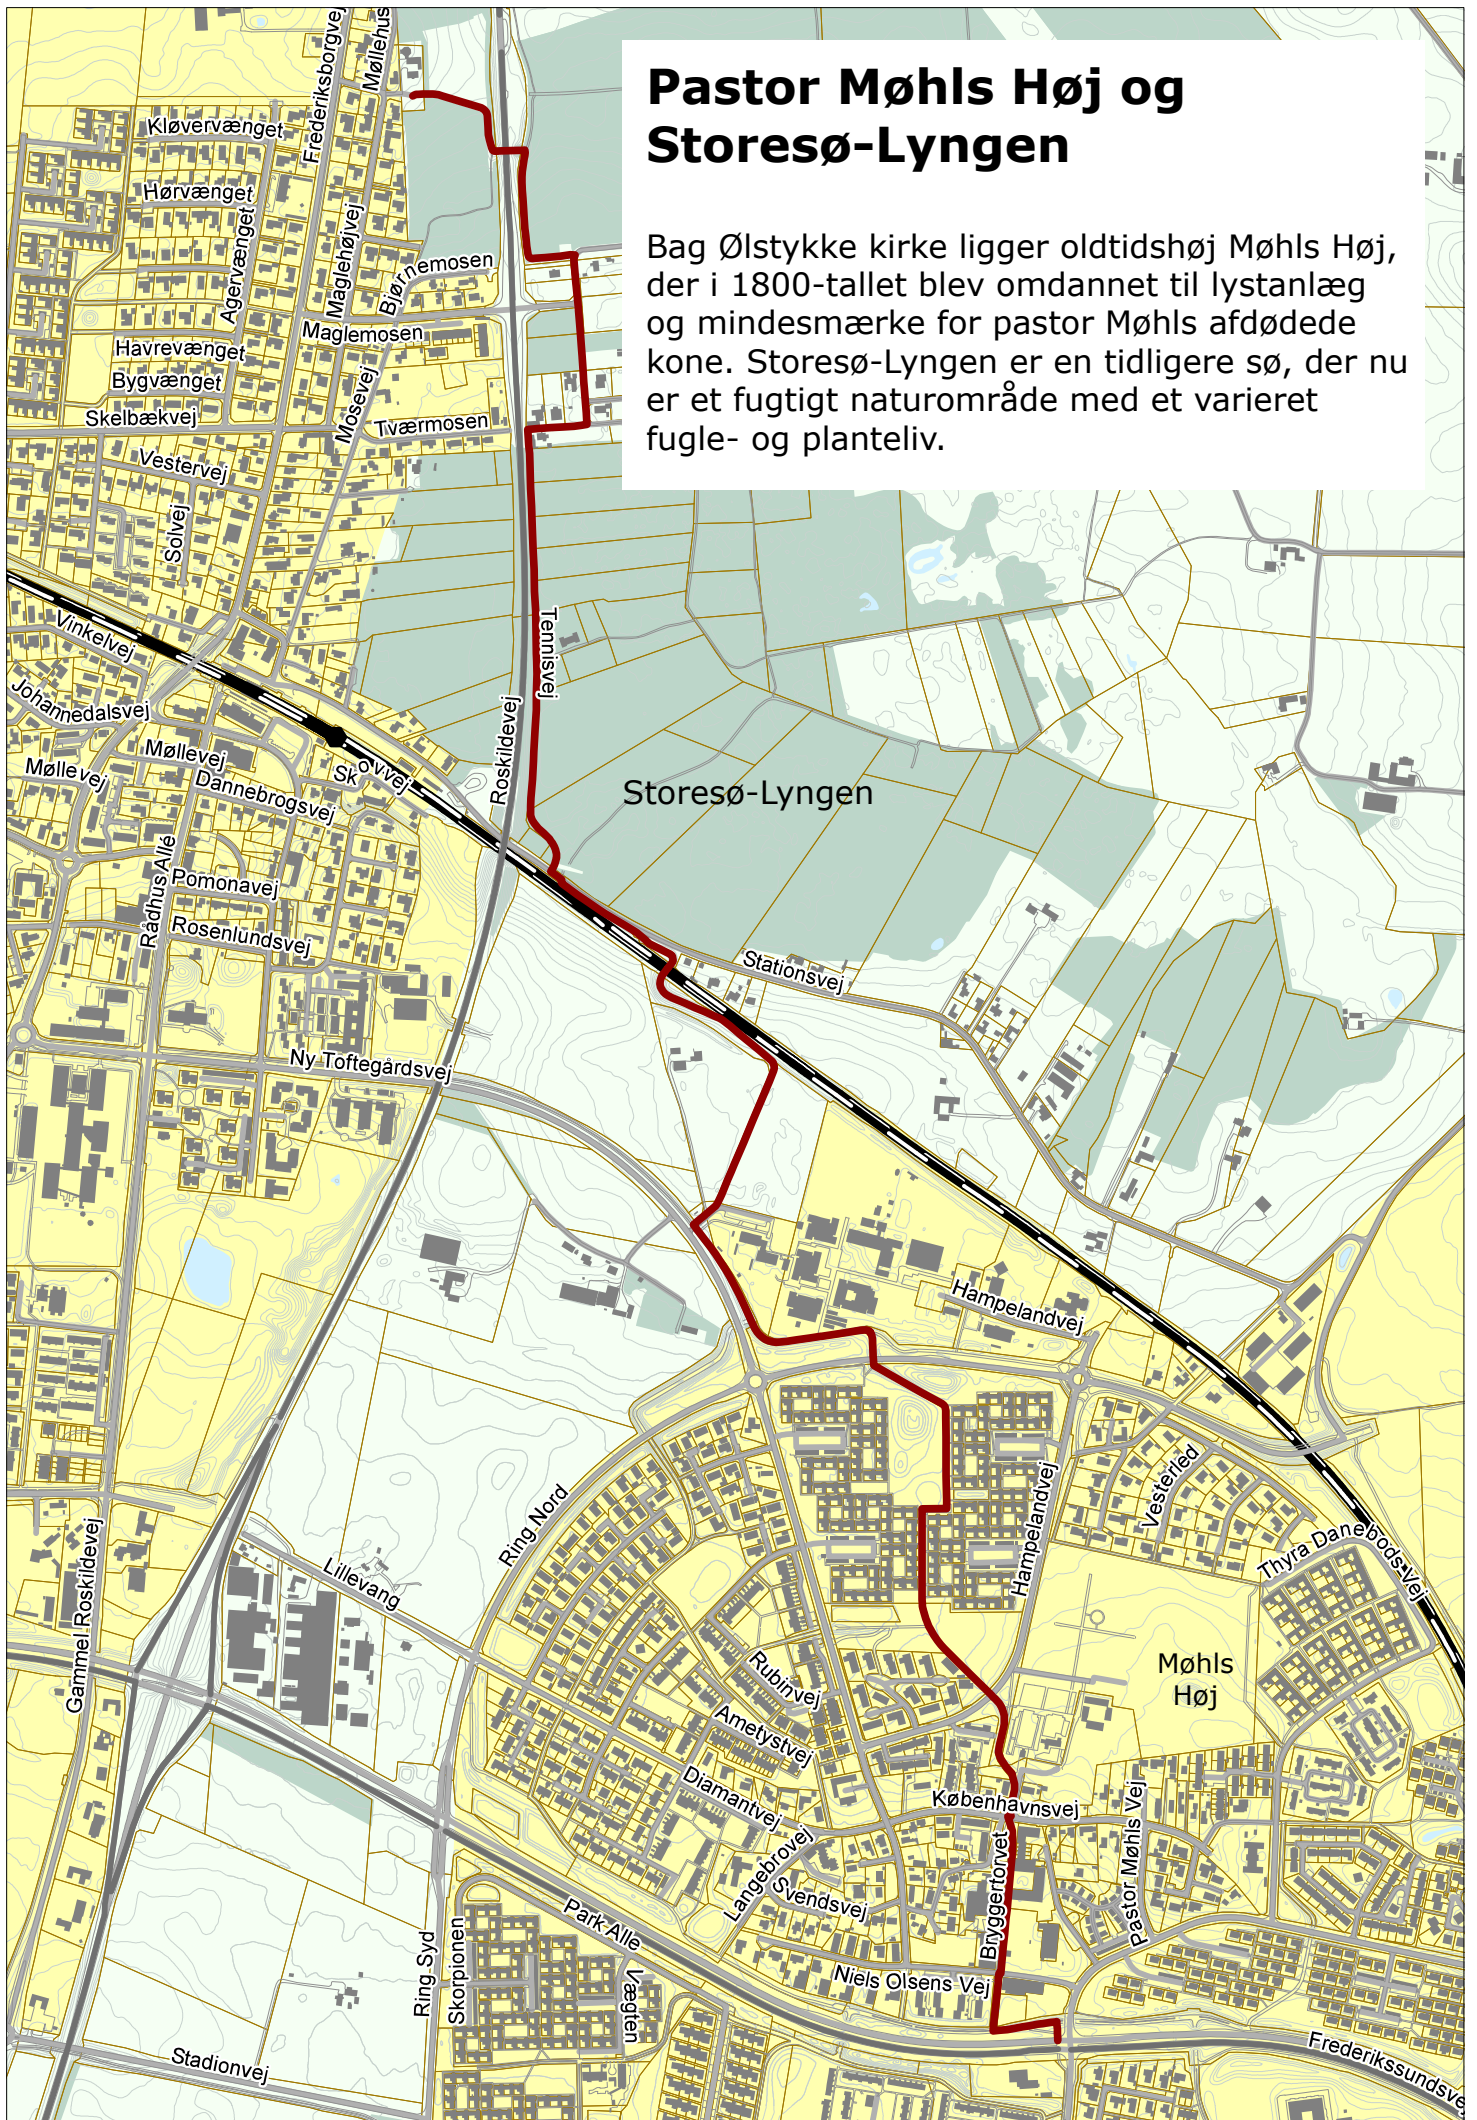 Pastor Møhls Høj og
Storesø-Lyngen
Bag Ølstykke kirke ligger oldtidshøj Møhls Høj,
der i 1800-tallet blev omdannet til lystanlæg
og mindesmærke for pastor Møhls afdødede
kone. Storesø-Lyngen er en tidligere sø, der nu
er et fugtigt naturområde med et varieret
fugle- og planteliv.
Frederiksborgvej
Møllehus
Kløvervænget
Hørvænget
Agervænget
Maglehøjvej
Bjørnemosen
Maglemosen
Havrevænget
Bygvænget
Mosevej
Skelbækvej
Tværmosen
Vestervej
Solvej
Vinkelvej
Tennisvej
Johannedalsvej
Roskildevej
Møllevej
Møllevej
Skovvej
Dannebrogsvej
Storesø-Lyngen
Rådhus Allé
Pomonavej
Rosenlundsvej
Stationsvej
Ny Toftegårdsvej
Hampelandvej
Ring Nord
Vesterled
Hampelandvej
Thyra Danebods Vej
Gammel Roskildevej
Lillevang
Rubinvej
Møhls
Høj
Ametystvej
Diamantvej
Københavnsvej
Pastor Møhls Vej
Langebrovej
Svendsvej
Bryggertorvet
Park Alle
Ring Syd
Skorpionen
Vægten
Niels Olsens Vej
Stadionvej
Frederikssundsve